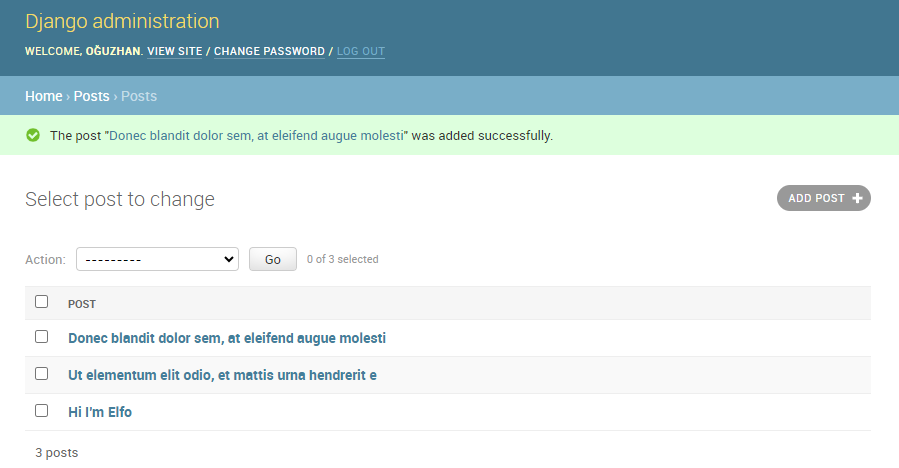 Django administration
WELCOME, OĞUZHAN. VIEW SITE / CHANGE PASSWORD / LOG OUT
Home › Posts › Posts
The post "Donec blandit dolor sem, at eleifend augue molesti" was added successfully.
Select post to change
ADD POST +
Action: --------- Go 0 of 3 selected
POST
Donec blandit dolor sem, at eleifend augue molesti
Ut elementum elit odio, et mattis urna hendrerit e
Hi I'm Elfo
3 posts